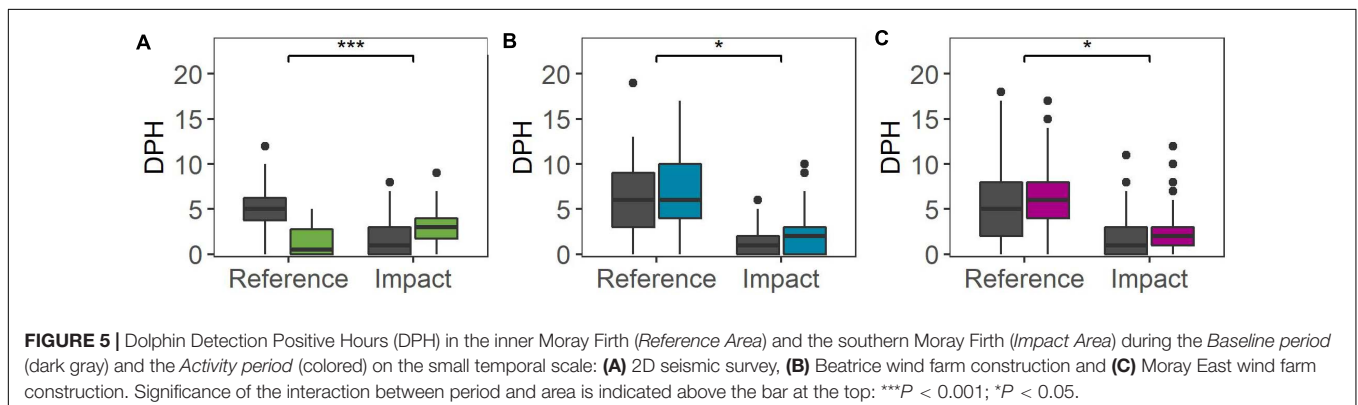 A
***
DPH
20
15
10
5
0
Reference Impact
B
*
DPH
20
15
10
5
0
Reference Impact
C
*
DPH
20
15
10
5
0
Reference Impact
FIGURE 5 | Dolphin Detection Positive Hours (DPH) in the inner Moray Firth (Reference Area) and the southern Moray Firth (Impact Area) during the Baseline period
(dark gray) and the Activity period (colored) on the small temporal scale: (A) 2D seismic survey, (B) Beatrice wind farm construction and (C) Moray East wind farm
construction. Significance of the interaction between period and area is indicated above the bar at the top: ***P < 0.001; *P < 0.05.